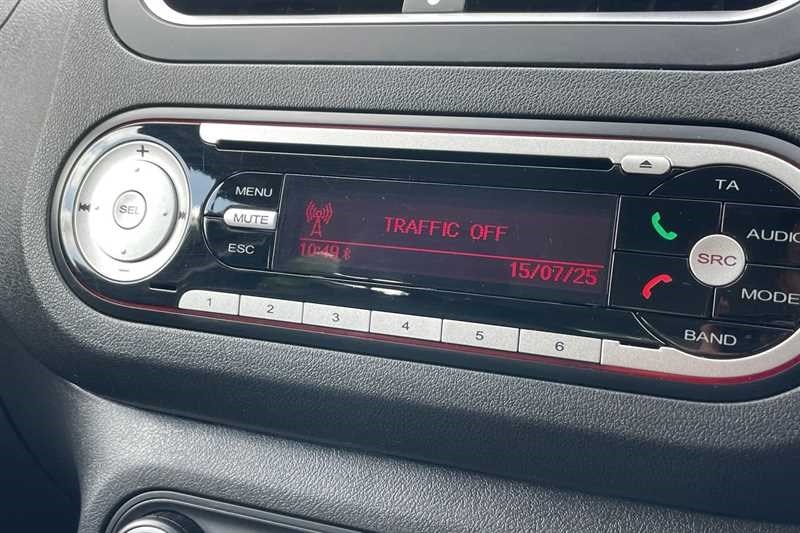 TA
MENU
MUTE
ESC
SEL
TRAFFIC OFF
10:49
15/07/25
AUDIO
SRC
MODE
BAND
1
2
3
4
5
6